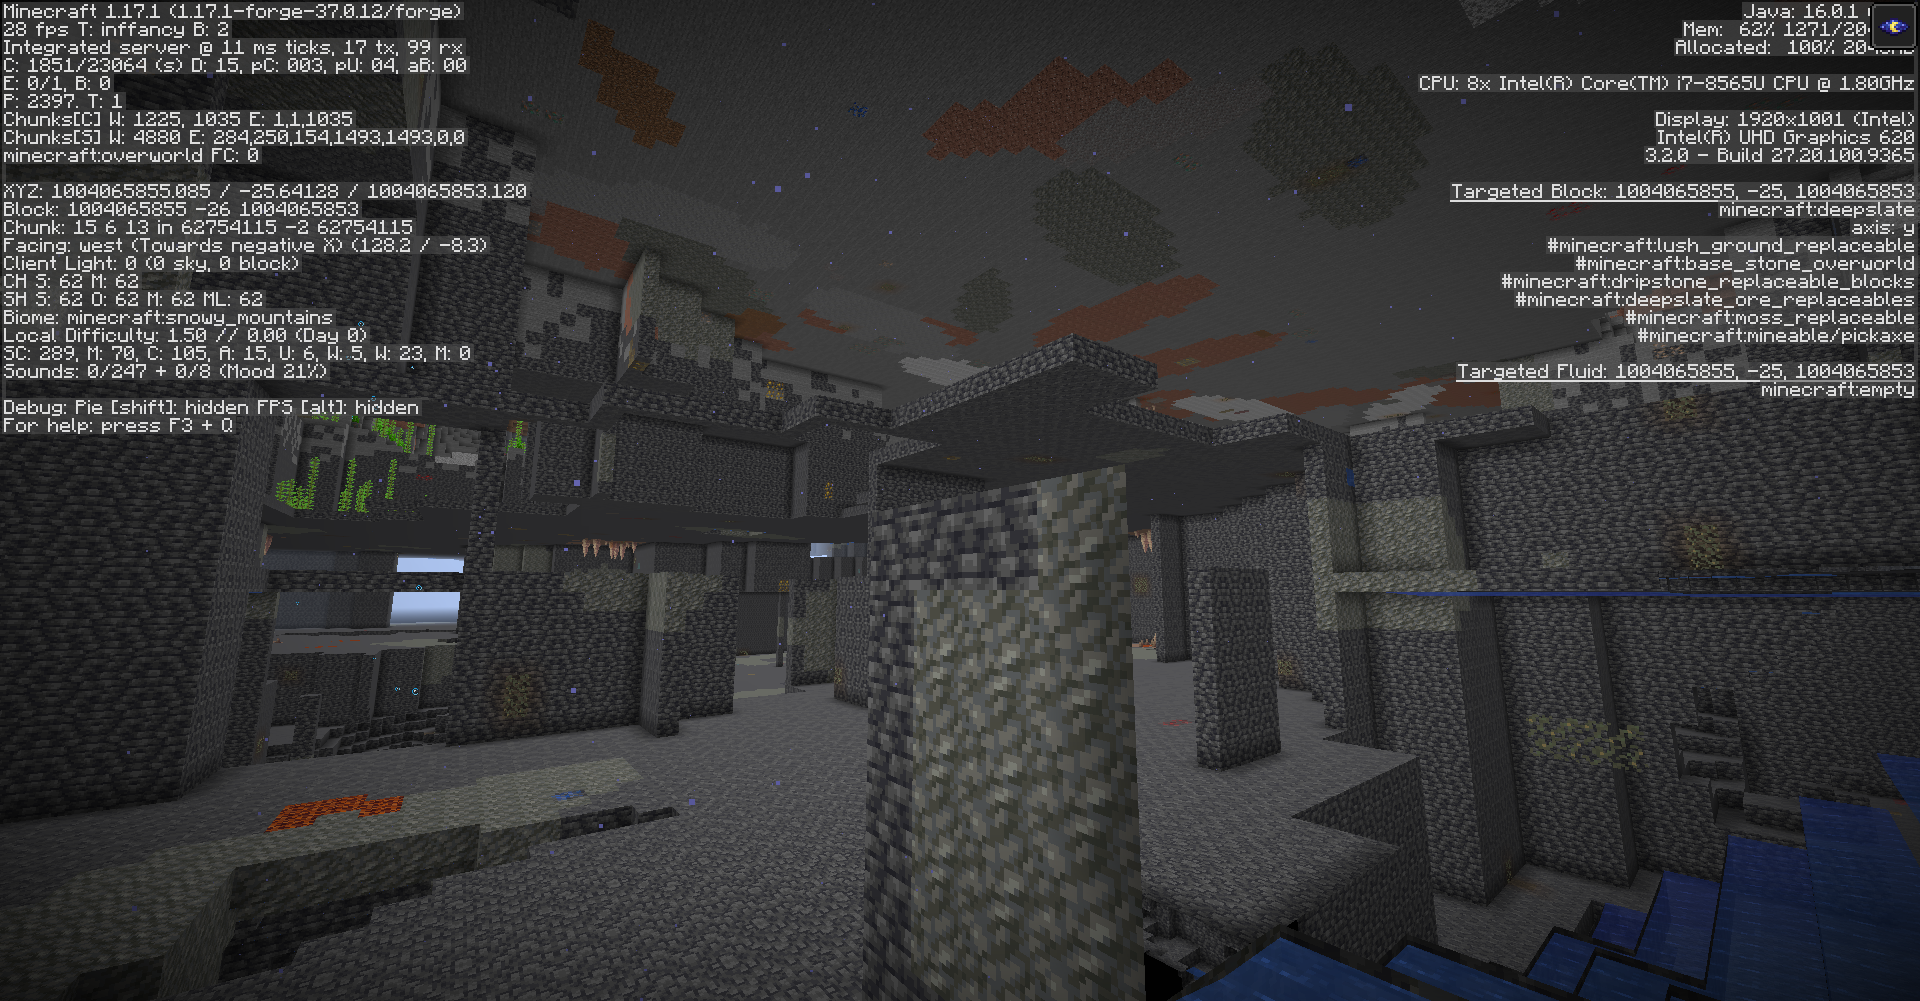 Minecraft 1.17.1 (1.17.1-forge-37.0.12/forge)
28 fps T: inffancy B: 2
Integrated server @ 11 ms ticks, 17 tx, 99 rx
C: 1851/23064 (s) D: 15, pC: 003, pU: 04, aB: 00
E: 0/1, B: 0
P: 2397. T: 1
Chunks[C] W: 1225, 1035 E: 1,1,1035
Chunks[S] W: 4880 E: 284,250,154,1493,1493,0,0
minecraft:overworld FC: 0
XYZ: 1004065855.085 / -25.64128 / 1004065853.120
Block: 1004065855 -26 1004065853
Chunk: 15 6 13 in 62754115 -2 62754115
Facing: west (Towards negative X) (128.2 / -8.3)
Client Light: 0 (0 sky, 0 block)
CH S: 62 M: 62
SH S: 62 O: 62 M: 62 ML: 62
Biome: minecraft:snowy_mountains
Local Difficulty: 1.50 // 0.00 (Day 0)
SC: 289, M: 70, C: 105, A: 15, U: 6, W: 5, W: 23, M: 0
Sounds: 0/247 + 0/8 (Mood 21%)
Debug: Pie [shift]: hidden FPS [alt]: hidden
For help: press F3 + Q
Java: 16.0.1
Mem: 62% 1271/20
Allocated: 100% 20
CPU: 8x Intel(R) Core(TM) i7-8565U CPU @ 1.80GHz
Display: 1920x1001 (Intel)
Intel(R) UHD Graphics 620
3.2.0 - Build 27.20.100.9365
Targeted Block: 1004065855, -25, 1004065853
minecraft:deepslate
axis: y
#minecraft:lush_ground_replaceable
#minecraft:base_stone_overworld
#minecraft:dripstone_replaceable_blocks
#minecraft:deepslate_ore_replaceables
#minecraft:moss_replaceable
#minecraft:mineable/pickaxe
Targeted Fluid: 1004065855, -25, 1004065853
minecraft:empty